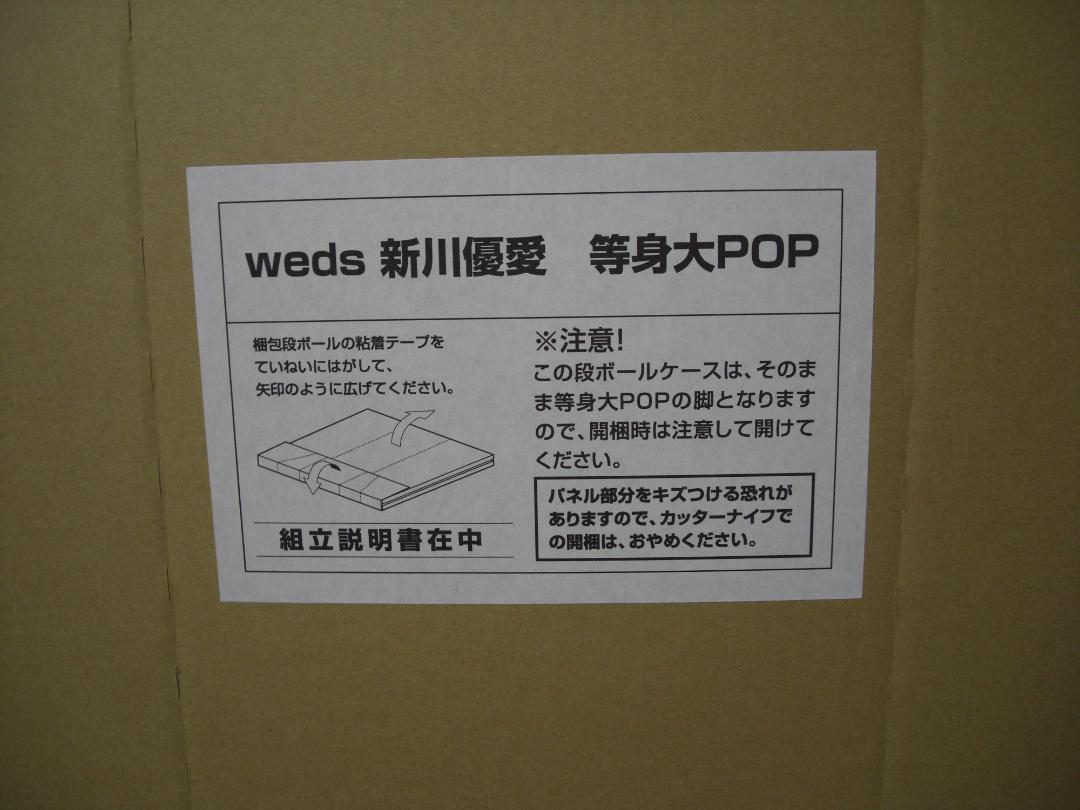 weds 新川優愛　等身大POP
梱包段ボールの粘着テープを
ていねいにはがして、
矢印のように広げてください。
組立説明書在中
※注意!
この段ボールケースは、そのま
ま等身大POPの脚となります
ので、開梱時は注意して開けて
ください。
パネル部分をキズつける恐れが
ありますので、カッターナイフで
の開梱は、おやめください。